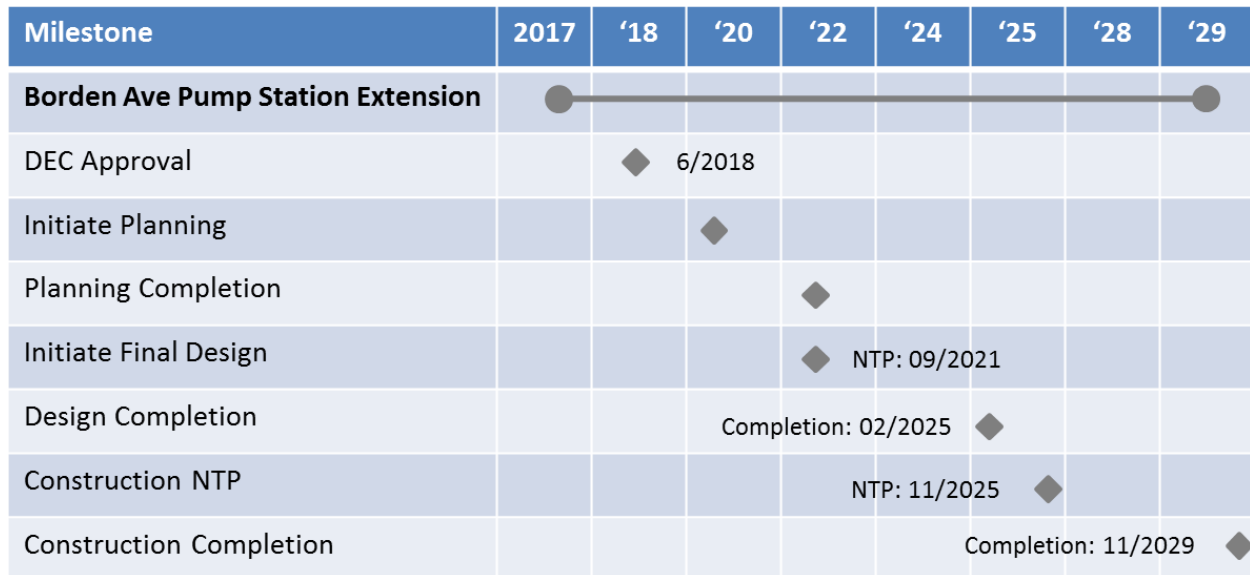 Milestone 2017 ‘18 ‘20 ‘22 ‘24 ‘25 ‘28 ‘29
Borden Ave Pump Station Extension
DEC Approval 6/2018
Initiate Planning
Planning Completion
Initiate Final Design NTP: 09/2021
Design Completion Completion: 02/2025
Construction NTP NTP: 11/2025
Construction Completion Completion: 11/2029